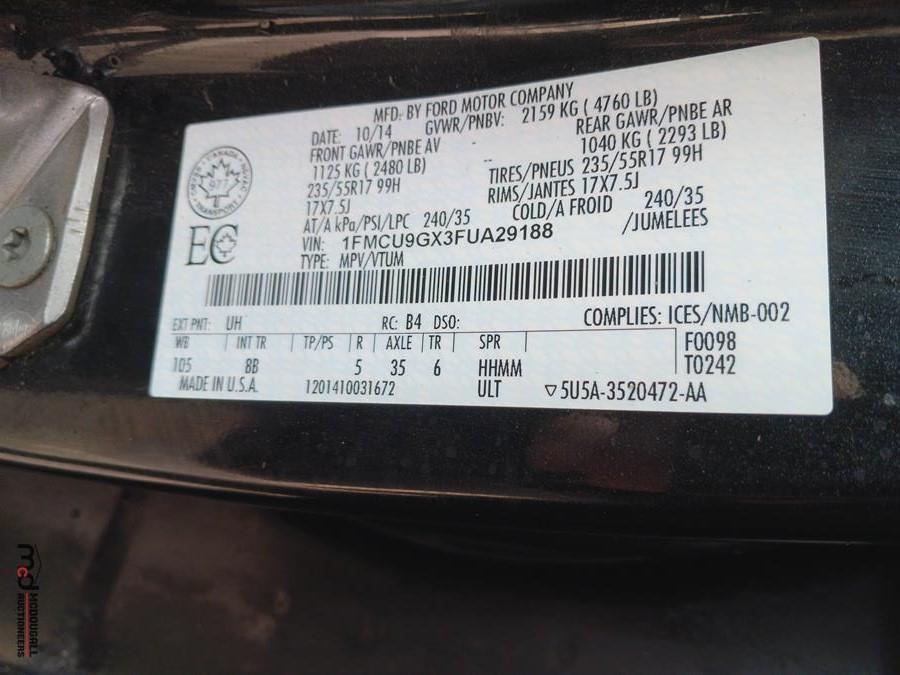 MFD. BY FORD MOTOR COMPANY
DATE: 10/14 GVWR/PNBV: 2159 KG ( 4760 LB)
FRONT GAWR/PNBE AV REAR GAWR/PNBE AR
1125 KG ( 2480 LB) -- 1040 KG ( 2293 LB)
235/55R17 99H TIRES/PNEUS 235/55R17 99H
17X7.5J RIMS/JANTES 17X7.5J
AT/A kPa/PSI/LPC 240/35 COLD/A FROID 240/35
VIN: 1FMCU9GX3FUA29188 /JUMELEES
TYPE: MPV/VTUM
CANADA
TRANSPORT
977
EC
EXT PNT: UH RC: B4 DSO: COMPLIES: ICES/NMB-002
WB INT TR TP/PS R AXLE TR SPR F0098
105 8B 5 35 6 HHMM T0242
MADE IN U.S.A. 1201410031672 ULT ▽5U5A-3520472-AA
mcd
MCDOUGALL
AUCTIONEERS